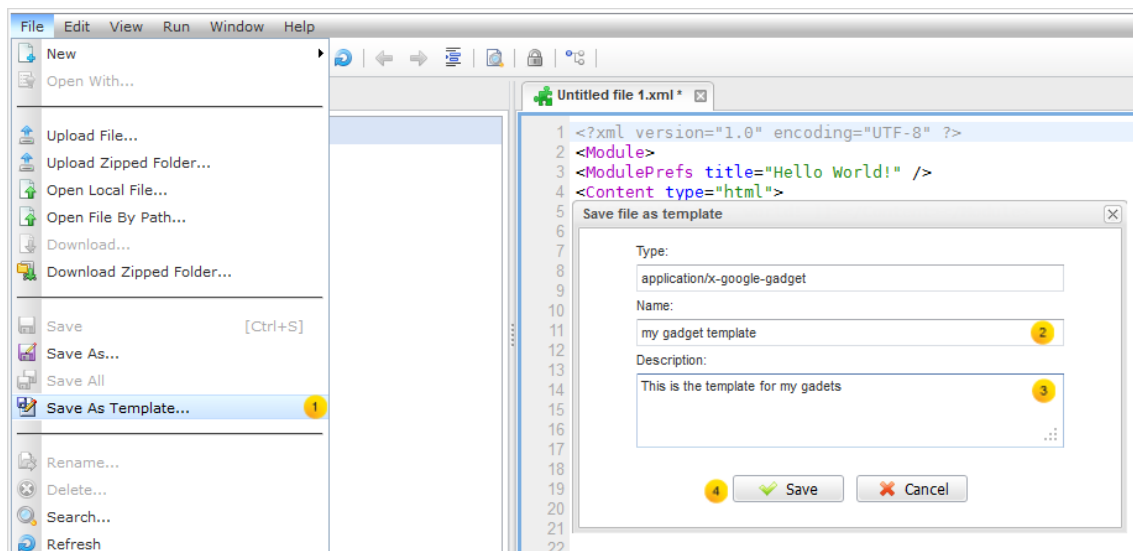 File Edit View Run Window Help
New
Open With...
Upload File...
Upload Zipped Folder...
Open Local File...
Open File By Path...
Download...
Download Zipped Folder...
Save [Ctrl+S]
Save As...
Save All
Save As Template... 1
Rename...
Delete...
Search...
Refresh
Untitled file 1.xml *
1 <?xml version="1.0" encoding="UTF-8" ?>
2 <Module>
3 <ModulePrefs title="Hello World!" />
4 <Content type="html">
5
6
7
8
9
10
11
12
13
14
15
16
17
18
19
20
21
22
Save file as template
Type:
application/x-google-gadget
Name:
my gadget template 2
Description:
This is the template for my gadets 3
4 Save Cancel